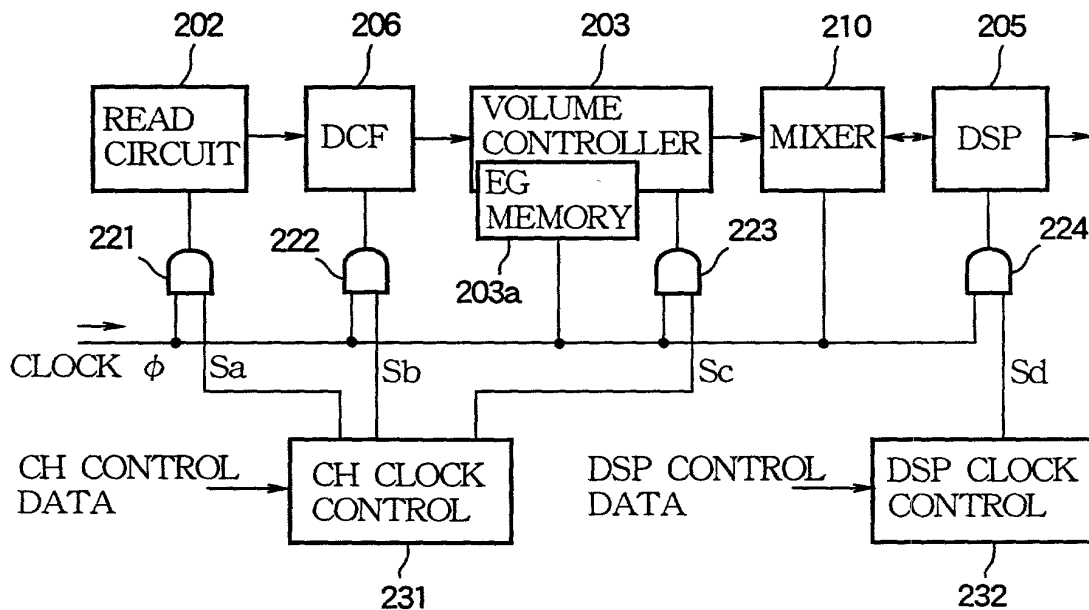 202
206
203
210
205
READ
CIRCUIT
DCF
VOLUME
CONTROLLER
EG
MEMORY
MIXER
DSP
221
222
203a
223
224
CLOCK ϕ
Sa
Sb
Sc
Sd
CH CONTROL
DATA
CH CLOCK
CONTROL
DSP CONTROL
DATA
DSP CLOCK
CONTROL
231
232